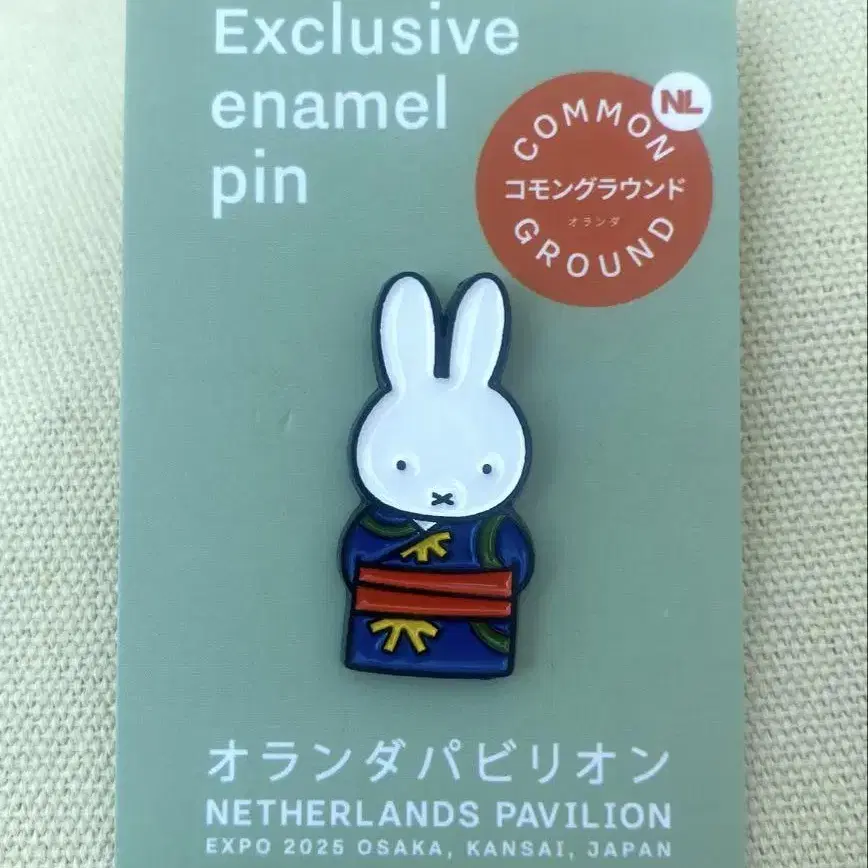 Exclusive
enamel
pin
NL
COMMON
コモングラウンド
オランダ
GROUND
オランダパビリオン
NETHERLANDS PAVILION
EXPO 2025 OSAKA, KANSAI, JAPAN